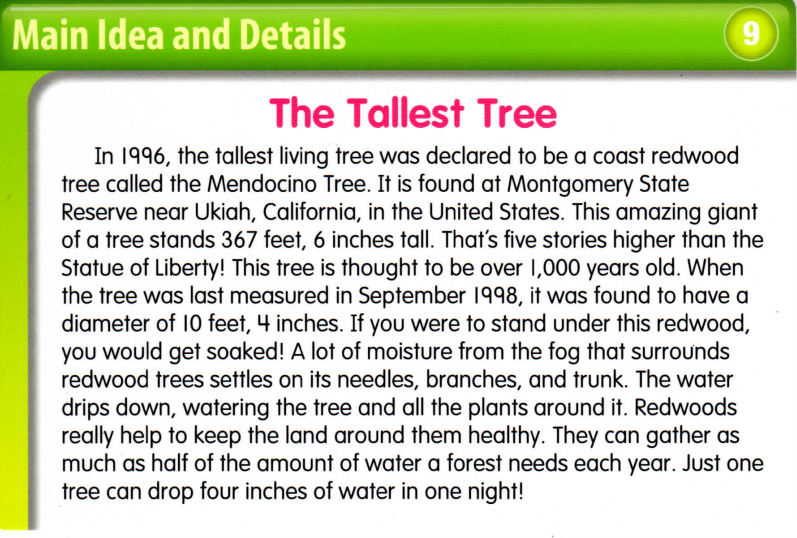 Main Idea and Details
9
The Tallest Tree
In 1996, the tallest living tree was declared to be a coast redwood
tree called the Mendocino Tree. It is found at Montgomery State
Reserve near Ukiah, California, in the United States. This amazing giant
of a tree stands 367 feet, 6 inches tall. That's five stories higher than the
Statue of Liberty! This tree is thought to be over 1,000 years old. When
the tree was last measured in September 1998, it was found to have a
diameter of 10 feet, 4 inches. If you were to stand under this redwood,
you would get soaked! A lot of moisture from the fog that surrounds
redwood trees settles on its needles, branches, and trunk. The water
drips down, watering the tree and all the plants around it. Redwoods
really help to keep the land around them healthy. They can gather as
much as half of the amount of water a forest needs each year. Just one
tree can drop four inches of water in one night!